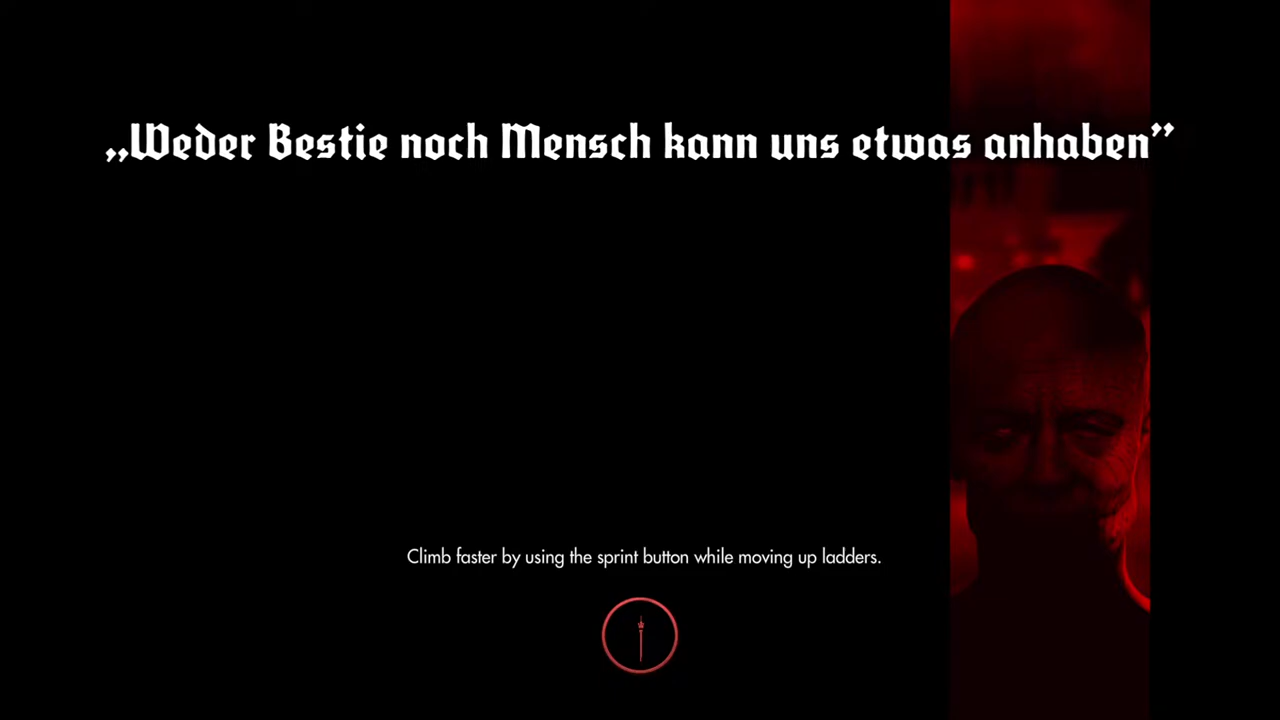 „Weder Bestie noch Mensch kann uns etwas anhaben”
Climb faster by using the sprint button while moving up ladders.